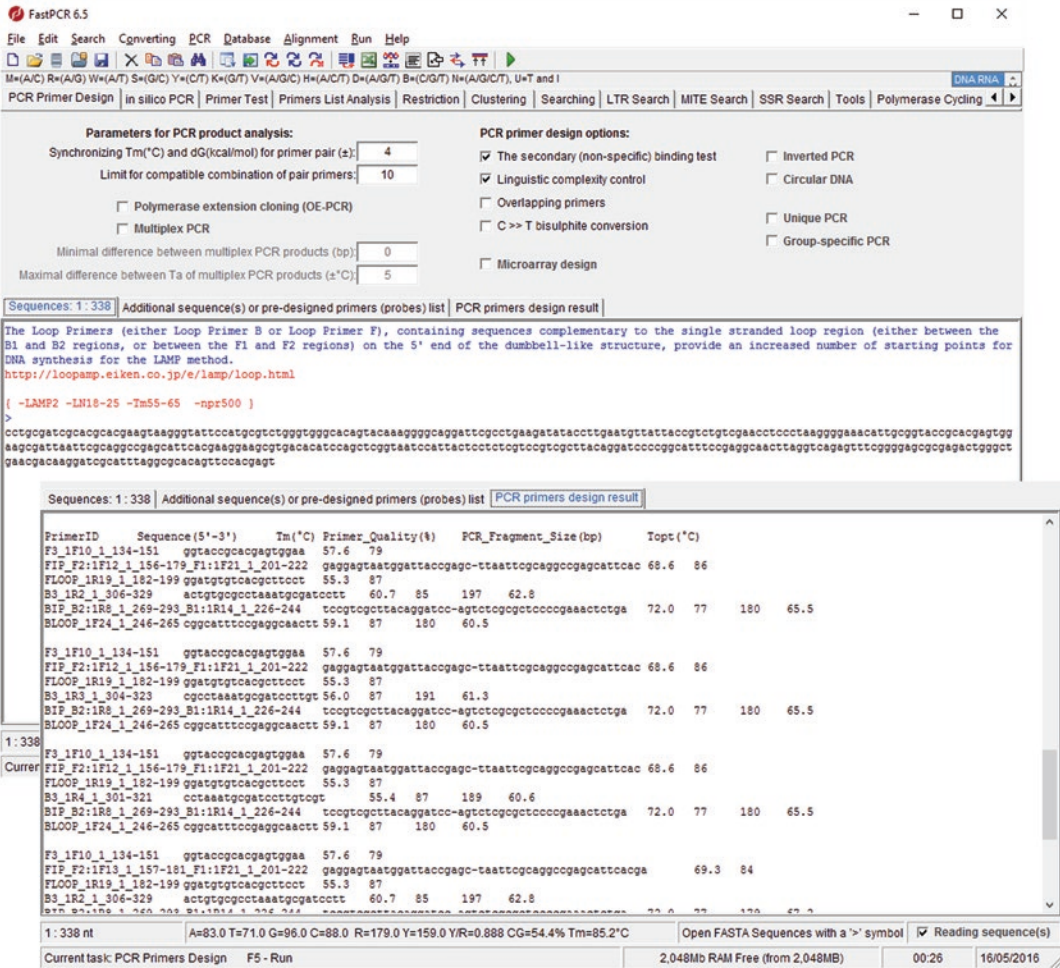 FastPCR 6.5
File Edit Search Converting PCR Database Alignment Run Help
M=(A/C) R=(A/G) W=(A/T) S=(G/C) Y=(C/T) K=(G/T) V=(A/G/C) H=(A/C/T) D=(A/G/T) B=(C/G/T) N=(A/G/C/T), U=T and I
DNA RNA
PCR Primer Design in silico PCR Primer Test Primers List Analysis Restriction Clustering Searching LTR Search MITE Search SSR Search Tools Polymerase Cycling
Parameters for PCR product analysis:
Synchronizing Tm(°C) and dG(kcal/mol) for primer pair (±): 4
Limit for compatible combination of pair primers: 10
Polymerase extension cloning (OE-PCR)
Multiplex PCR
Minimal difference between multiplex PCR products (bp): 0
Maximal difference between Ta of multiplex PCR products (±°C): 5
PCR primer design options:
The secondary (non-specific) binding test
Linguistic complexity control
Overlapping primers
C >> T bisulphite conversion
Microarray design
Inverted PCR
Circular DNA
Unique PCR
Group-specific PCR
Sequences: 1 : 338 Additional sequence(s) or pre-designed primers (probes) list PCR primers design result
The Loop Primers (either Loop Primer B or Loop Primer F), containing sequences complementary to the single stranded loop region (either between the
B1 and B2 regions, or between the F1 and F2 regions) on the 5' end of the dumbbell-like structure, provide an increased number of starting points for
DNA synthesis for the LAMP method.
http://loopamp.eiken.co.jp/e/lamp/loop.html
{ -LAMP2 -LN18-25 -Tm55-65 -npr500 }
>
cctgcgatcgcacgcacgaagtaagggtattccatgcgtctgggtgggcacagtacaaaggggcaggattcgcctgaagatataccttgaatgttattaccgtctgtcgaacctccctaaggggaaacattgcggtaccgcacgagtgg
aagcgattaattcgcaggccgagcattcacgaaggaagcgtgacacatccagctcggtaatccattactcctctcgtccgtcgcttacaggatccccggcatttccgaggcaacttaggtcagagtttcggggagcgcgagactgggct
gaacgacaaggatcgcatttaggcgcacagttccacgagt
Sequences: 1 : 338 Additional sequence(s) or pre-designed primers (probes) list PCR primers design result
PrimerID Sequence(5'-3') Tm(°C) Primer_Quality(%) PCR_Fragment_Size(bp) Topt(°C)
F3_1F10_1_134-151 ggtaccgcacgagtggaa 57.6 79
FIP_F2:1F12_1_156-179_F1:1F21_1_201-222 gaggagtaatggattaccgagc-ttaattcgcaggccgagcattcac 68.6 86
FLOOP_1R19_1_182-199 ggatgtgtcacgcttcct 55.3 87
B3_1R2_1_306-329 actgtgcgcctaaatgcgatcctt 60.7 85 197 62.8
BIP_B2:1R8_1_269-293_B1:1R14_1_226-244 tccgtcgcttacaggatcc-agtctcgcgctccccgaaactctga 72.0 77 180 65.5
BLOOP_1F24_1_246-265 cggcatttccgaggcaactt 59.1 87 180 60.5
F3_1F10_1_134-151 ggtaccgcacgagtggaa 57.6 79
FIP_F2:1F12_1_156-179_F1:1F21_1_201-222 gaggagtaatggattaccgagc-ttaattcgcaggccgagcattcac 68.6 86
FLOOP_1R19_1_182-199 ggatgtgtcacgcttcct 55.3 87
B3_1R3_1_304-323 cgcctaaatgcgatccttgt 56.0 87 191 61.3
BIP_B2:1R8_1_269-293_B1:1R14_1_226-244 tccgtcgcttacaggatcc-agtctcgcgctccccgaaactctga 72.0 77 180 65.5
BLOOP_1F24_1_246-265 cggcatttccgaggcaactt 59.1 87 180 60.5
F3_1F10_1_134-151 ggtaccgcacgagtggaa 57.6 79
FIP_F2:1F12_1_156-179_F1:1F21_1_201-222 gaggagtaatggattaccgagc-ttaattcgcaggccgagcattcac 68.6 86
FLOOP_1R19_1_182-199 ggatgtgtcacgcttcct 55.3 87
B3_1R4_1_301-321 cctaaatgcgatccttgtcgt 55.4 87 189 60.6
BIP_B2:1R8_1_269-293_B1:1R14_1_226-244 tccgtcgcttacaggatcc-agtctcgcgctccccgaaactctga 72.0 77 180 65.5
BLOOP_1F24_1_246-265 cggcatttccgaggcaactt 59.1 87 180 60.5
F3_1F10_1_134-151 ggtaccgcacgagtggaa 57.6 79
FIP_F2:1F13_1_157-181_F1:1F21_1_201-222 gaggagtaatggattaccgagc-taattcgcaggccgagcattcacga 69.3 84
FLOOP_1R19_1_182-199 ggatgtgtcacgcttcct 55.3 87
B3_1R2_1_306-329 actgtgcgcctaaatgcgatcctt 60.7 85 197 62.8
1 : 338
Curren
1 : 338 nt A=83.0 T=71.0 G=96.0 C=88.0 R=179.0 Y=159.0 Y/R=0.888 CG=54.4% Tm=85.2°C Open FASTA Sequences with a '>' symbol Reading sequence(s)
Current task: PCR Primers Design F5 - Run 2,048Mb RAM Free (from 2,048MB) 00:26 16/05/2016